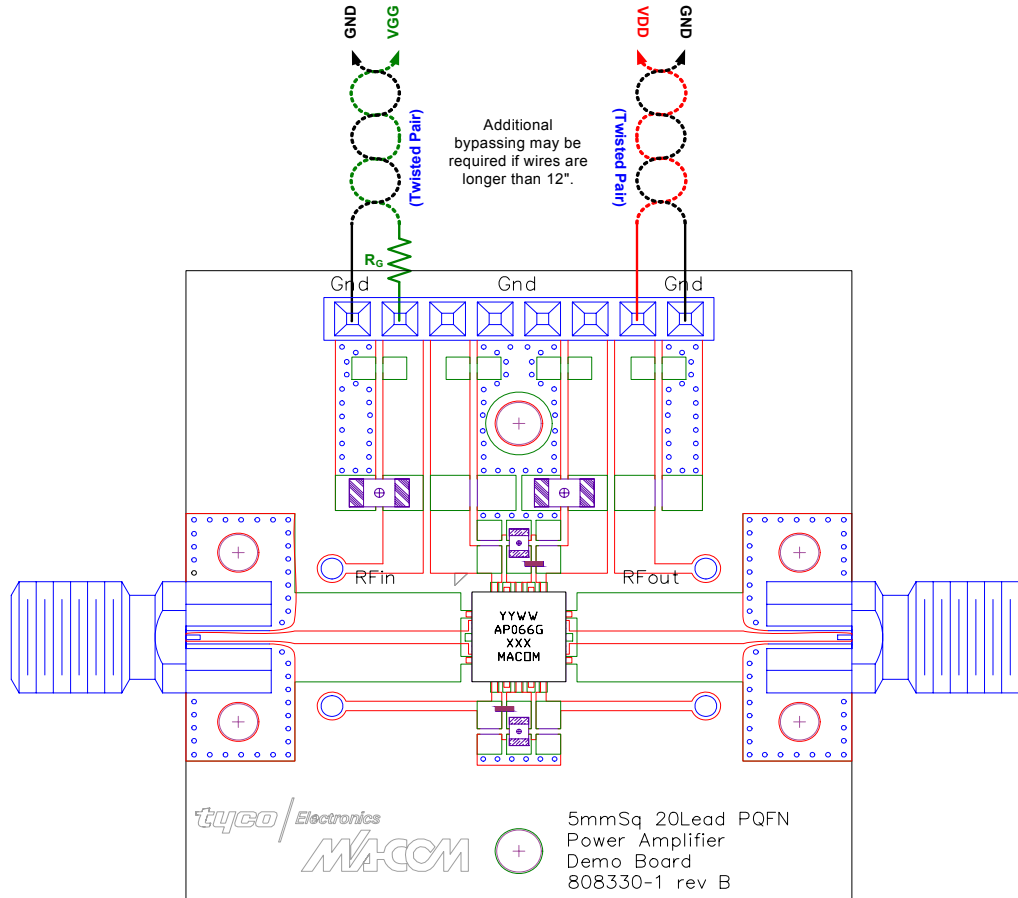 GND
VGG
VDD
GND
(Twisted Pair)
Additional
bypassing may be
required if wires are
longer than 12".
(Twisted Pair)
RG
Gnd
Gnd
Gnd
RFin
RFout
YYWW
AP066G
XXX
MACOM
tyco / Electronics
M/ACOM
5mmSq 20Lead PQFN
Power Amplifier
Demo Board
808330-1 rev B